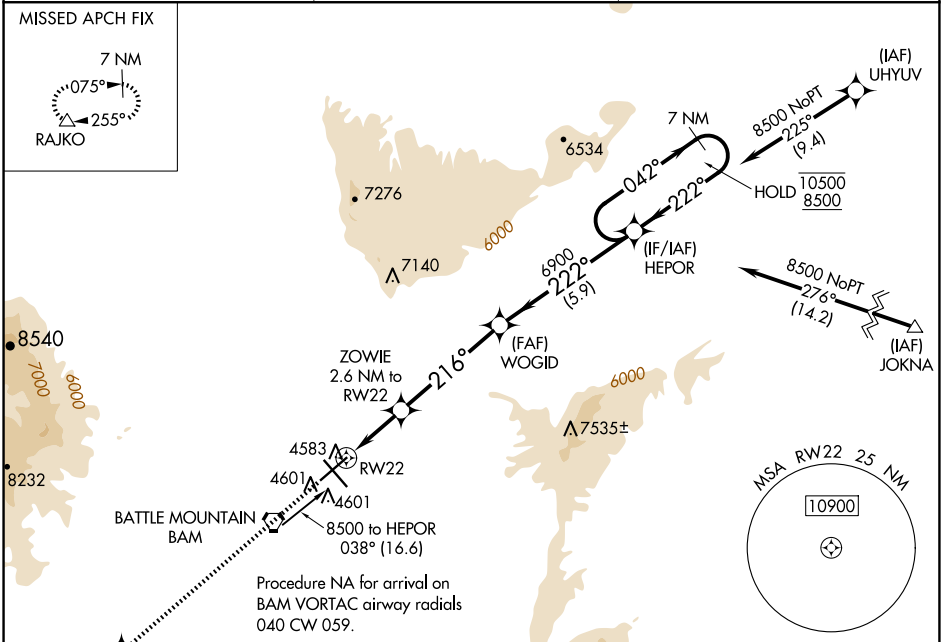 MISSED APCH FIX
7 NM
075°
255°
RAJKO
(IAF)
UHYUV
8500 NoPT
225°
(9.4)
7 NM
6534
042°
222°
HOLD 10500
8500
7276
6000
(IF/IAF)
HEPOR
7140
6900
222°
(5.9)
8500 NoPT
276°
(14.2)
(IAF)
JOKNA
(FAF)
WOGID
8540
7000
6000
ZOWIE
2.6 NM to
RW22
216°
6000
7535±
4583
RW22
4601
4601
8232
MSA RW22 25 NM
10900
BATTLE MOUNTAIN
BAM
8500 to HEPOR
038° (16.6)
Procedure NA for arrival on
BAM VORTAC airway radials
040 CW 059.